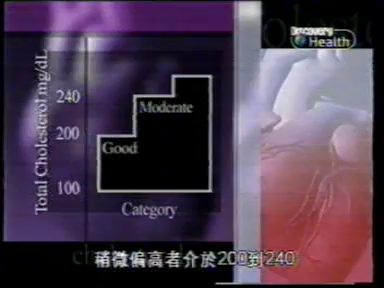 Discovery
Health
Total Cholesterol mg/dL
240
Moderate
200
Good
100
Category
稍微偏高者介於200到240